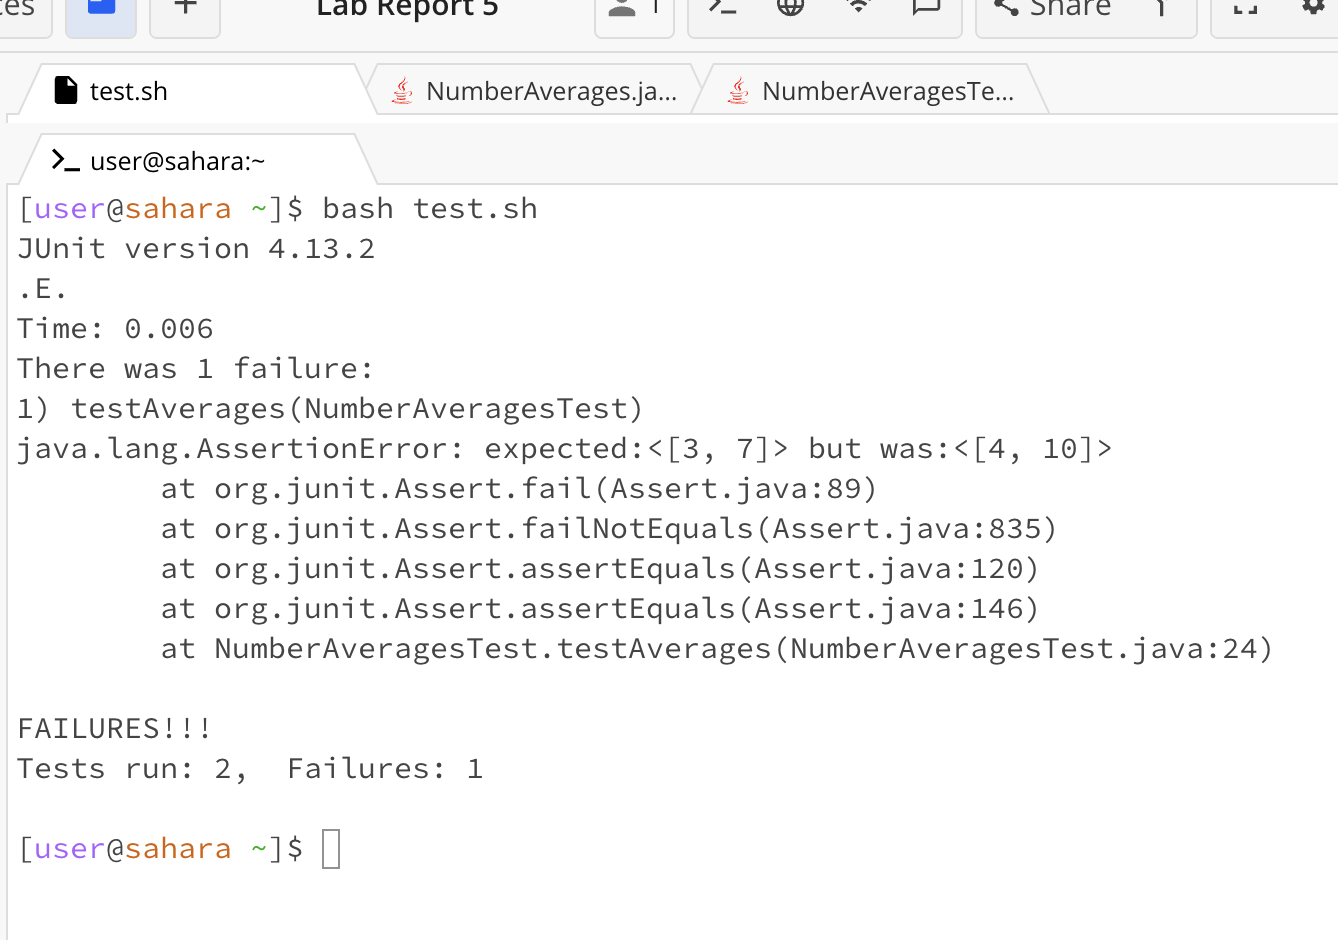 es
+
Lab Report 5
1
Share
test.sh
NumberAverages.ja...
NumberAveragesTe...
user@sahara:~
[user@sahara ~]$ bash test.sh
JUnit version 4.13.2
.E.
Time: 0.006
There was 1 failure:
1) testAverages(NumberAveragesTest)
java.lang.AssertionError: expected:<[3, 7]> but was:<[4, 10]>
        at org.junit.Assert.fail(Assert.java:89)
        at org.junit.Assert.failNotEquals(Assert.java:835)
        at org.junit.Assert.assertEquals(Assert.java:120)
        at org.junit.Assert.assertEquals(Assert.java:146)
        at NumberAveragesTest.testAverages(NumberAveragesTest.java:24)

FAILURES!!!
Tests run: 2,  Failures: 1

[user@sahara ~]$